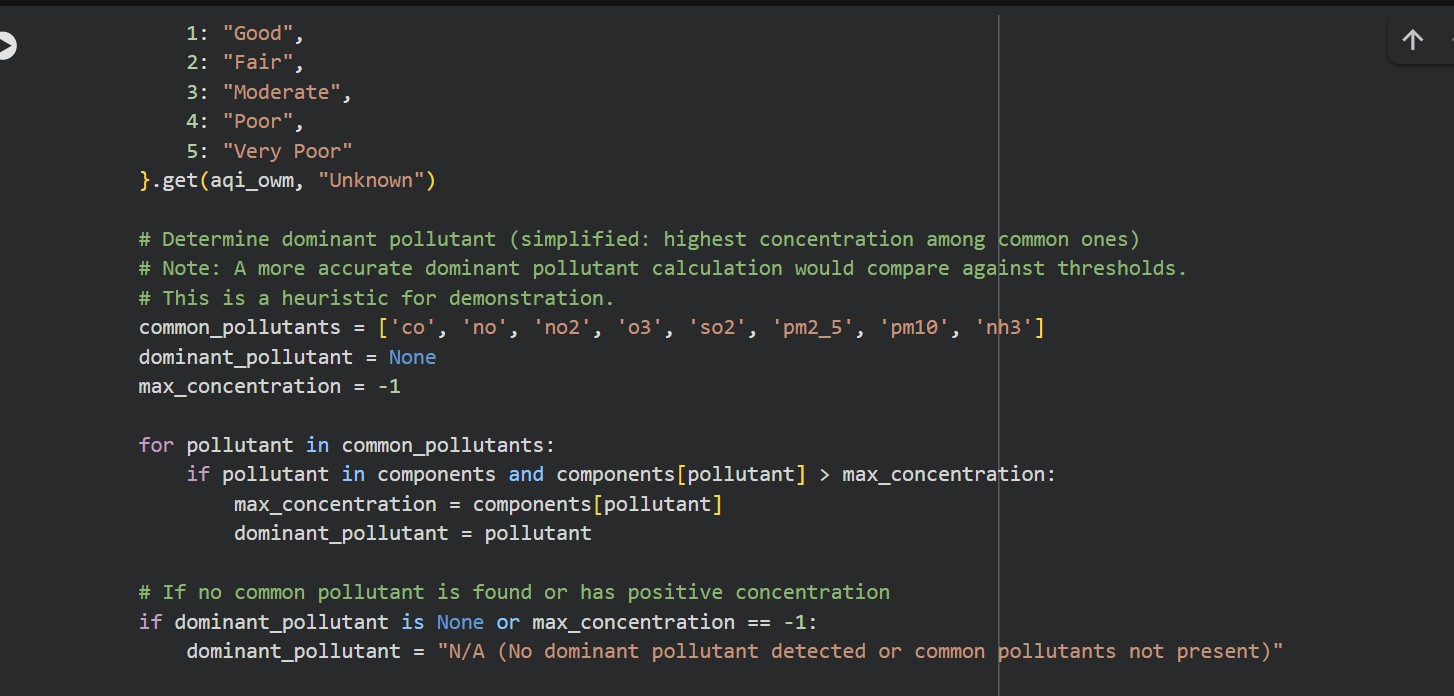 1: "Good",
2: "Fair",
3: "Moderate",
4: "Poor",
5: "Very Poor"
}.get(aqi_owm, "Unknown")
# Determine dominant pollutant (simplified: highest concentration among common ones)
# Note: A more accurate dominant pollutant calculation would compare against thresholds.
# This is a heuristic for demonstration.
common_pollutants = ['co', 'no', 'no2', 'o3', 'so2', 'pm2_5', 'pm10', 'nh3']
dominant_pollutant = None
max_concentration = -1
for pollutant in common_pollutants:
if pollutant in components and components[pollutant] > max_concentration:
max_concentration = components[pollutant]
dominant_pollutant = pollutant
# If no common pollutant is found or has positive concentration
if dominant_pollutant is None or max_concentration == -1:
dominant_pollutant = "N/A (No dominant pollutant detected or common pollutants not present)"